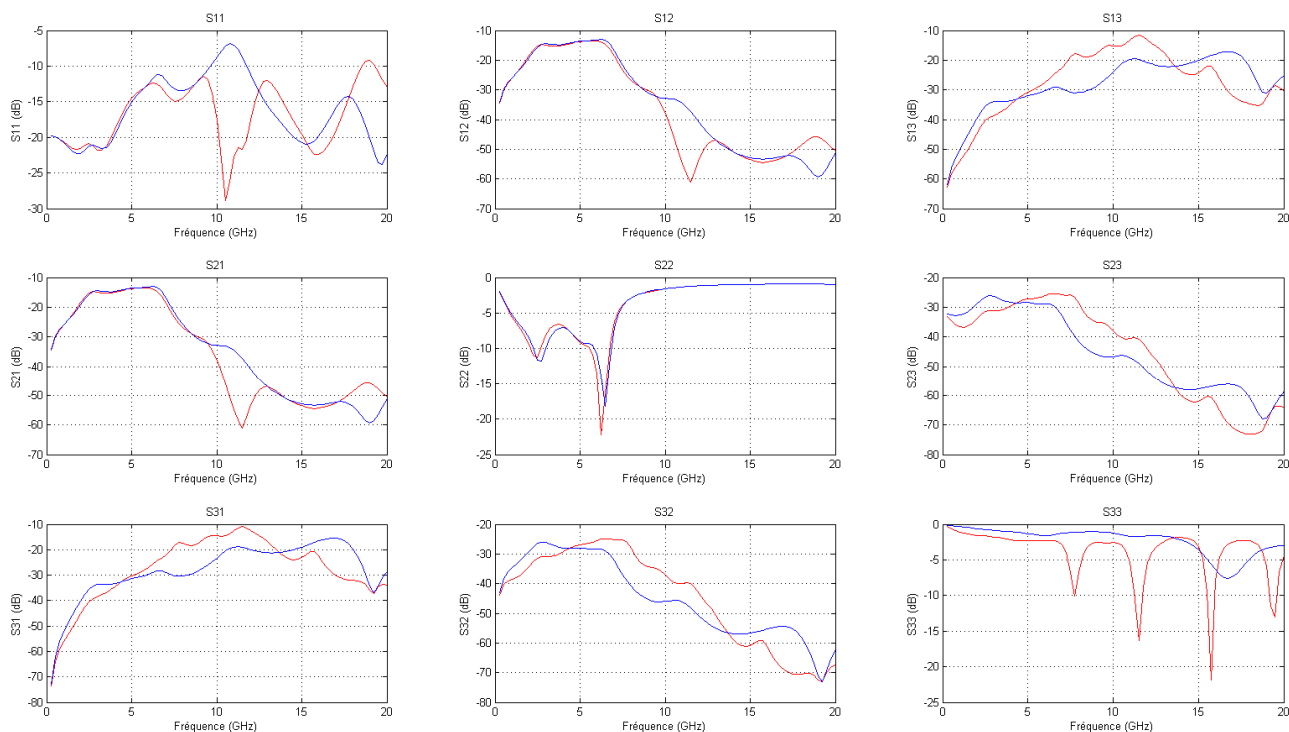 S11
S11 (dB)
-5
-10
-15
-20
-25
-30
0 5 10 15 20
Fréquence (GHz)
S12
S12 (dB)
-10
-20
-30
-40
-50
-60
-70
0 5 10 15 20
Fréquence (GHz)
S13
S13 (dB)
-10
-20
-30
-40
-50
-60
-70
0 5 10 15 20
Fréquence (GHz)
S21
S21 (dB)
-10
-20
-30
-40
-50
-60
-70
0 5 10 15 20
Fréquence (GHz)
S22
S22 (dB)
0
-5
-10
-15
-20
-25
0 5 10 15 20
Fréquence (GHz)
S23
S23 (dB)
-20
-30
-40
-50
-60
-70
-80
0 5 10 15 20
Fréquence (GHz)
S31
S31 (dB)
-10
-20
-30
-40
-50
-60
-70
-80
0 5 10 15 20
Fréquence (GHz)
S32
S32 (dB)
-20
-30
-40
-50
-60
-70
-80
0 5 10 15 20
Fréquence (GHz)
S33
S33 (dB)
0
-5
-10
-15
-20
-25
0 5 10 15 20
Fréquence (GHz)